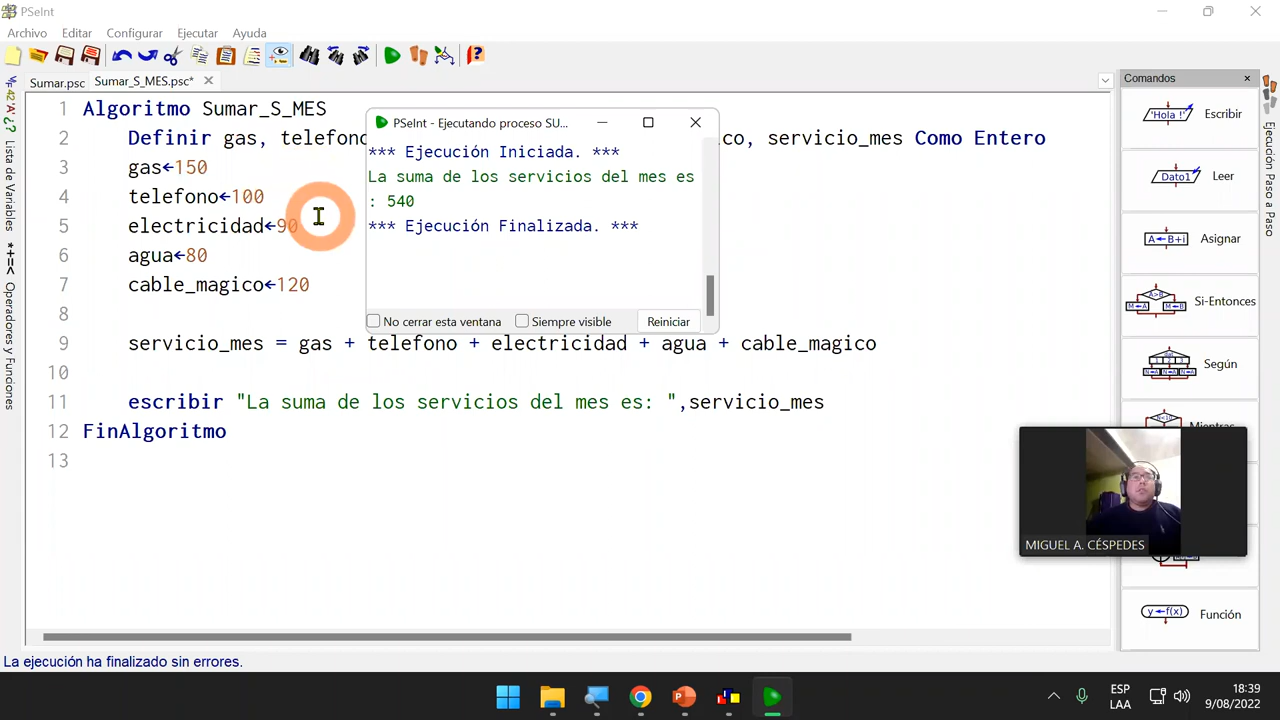 PSeInt
Archivo Editar Configurar Ejecutar Ayuda
Sumar.psc Sumar_S_MES.psc*
1 Algoritmo Sumar_S_MES
2 Definir gas, telefono co, servicio_mes Como Entero
3 gas←150
4 telefono←100
5 electricidad←90
6 agua←80
7 cable_magico←120
8
9 servicio_mes = gas + telefono + electricidad + agua + cable_magico
10
11 escribir "La suma de los servicios del mes es: ",servicio_mes
12 FinAlgoritmo
13
PSeInt - Ejecutando proceso SU...
*** Ejecución Iniciada. ***
La suma de los servicios del mes es
: 540
*** Ejecución Finalizada. ***
No cerrar esta ventana Siempre visible Reiniciar
Lista de Variables
*+=< Operadores y Funciones
Comandos
'Hola !' Escribir
Dato1 Leer
A←B+i Asignar
A>B Si-Entonces
Según
Mientras
y←f(x) Función
Ejecución Paso a Paso
MIGUEL A. CÉSPEDES
La ejecución ha finalizado sin errores.
ESP
LAA
18:39
9/08/2022